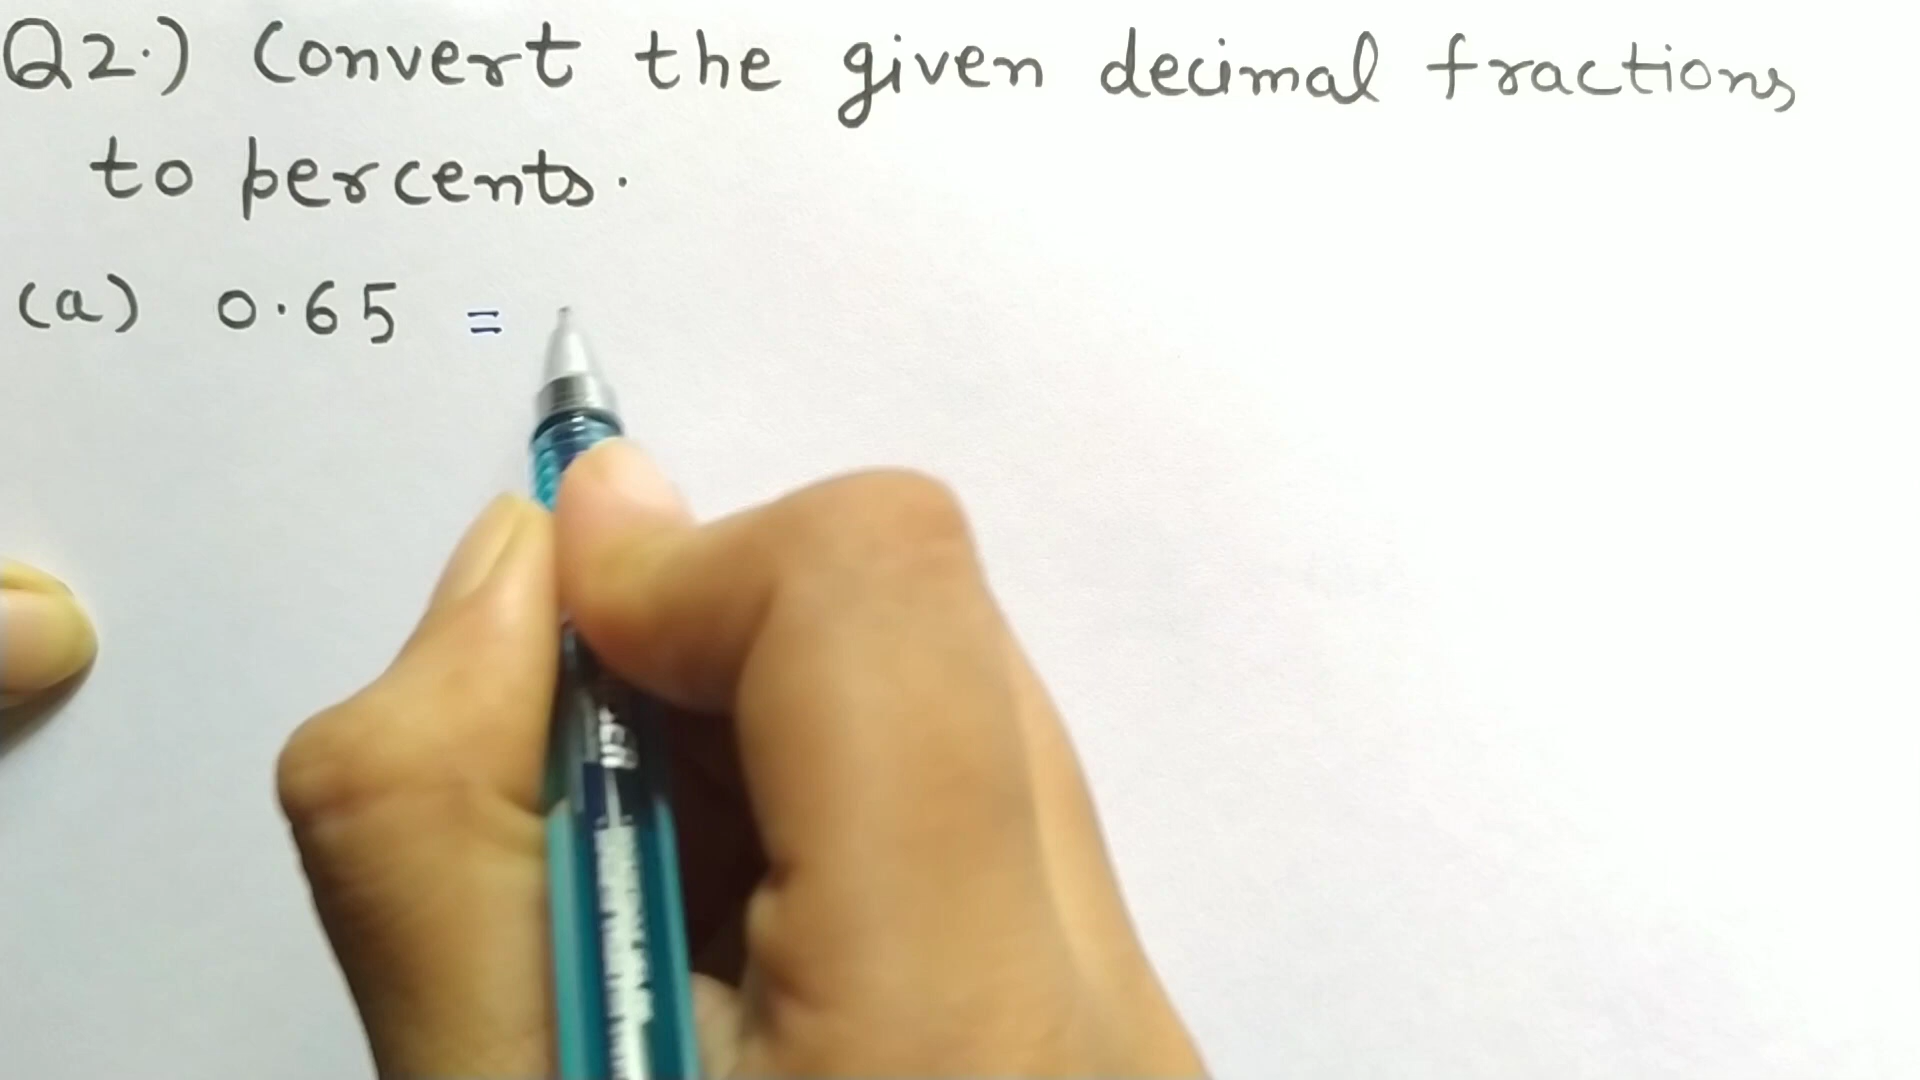 Q2.) Convert the given decimal fractions
to percents.
(a) 0.65 =